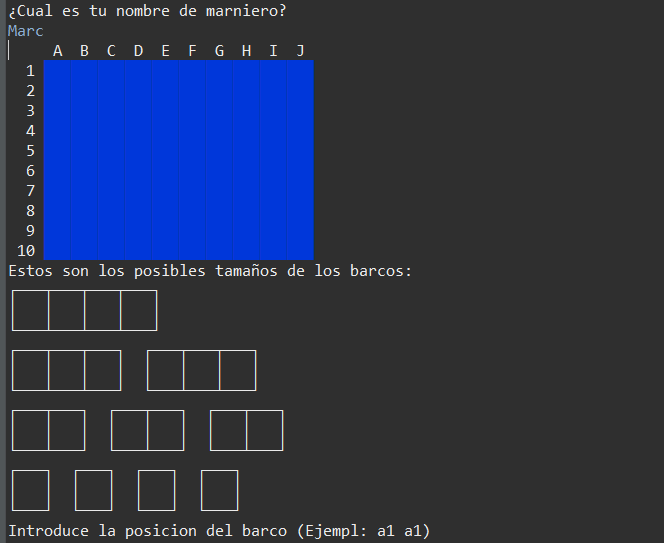 ¿Cual es tu nombre de marniero?
Marc
A B C D E F G H I J
1
2
3
4
5
6
7
8
9
10
Estos son los posibles tamaños de los barcos:
Introduce la posicion del barco (Ejempl: a1 a1)